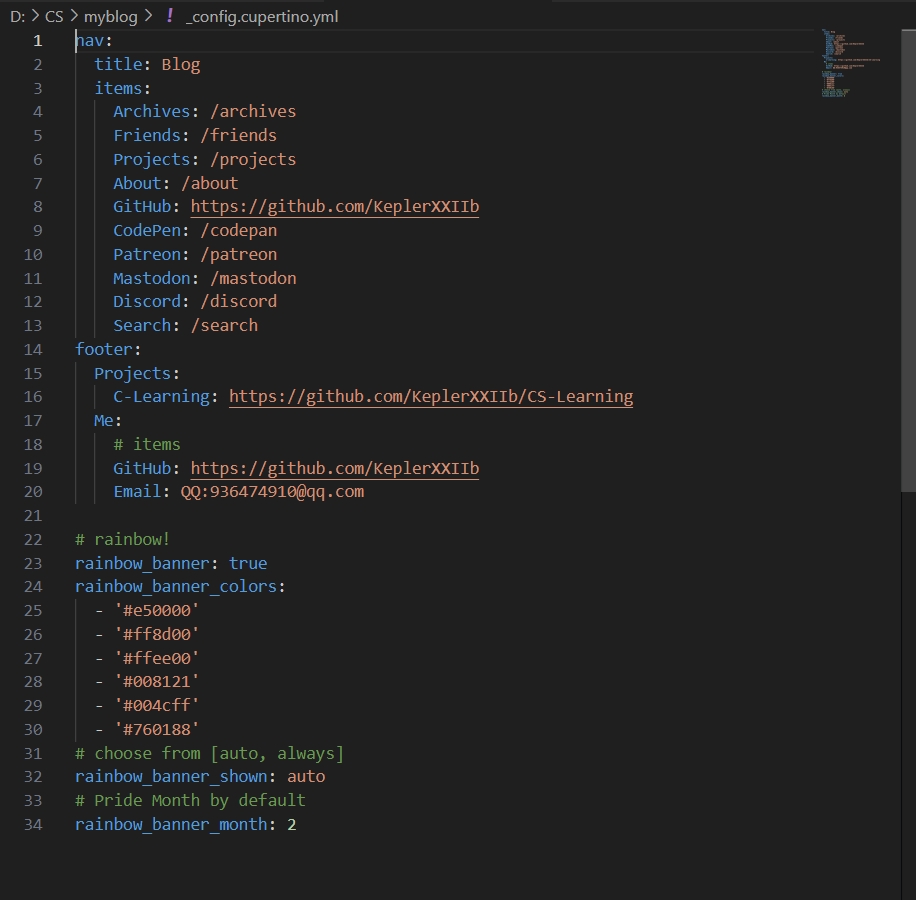 D: > CS > myblog > ! _config.cupertino.yml
1 nav:
2   title: Blog
3   items:
4     Archives: /archives
5     Friends: /friends
6     Projects: /projects
7     About: /about
8     GitHub: https://github.com/KeplerXXIIb
9     CodePen: /codepan
10     Patreon: /patreon
11     Mastodon: /mastodon
12     Discord: /discord
13     Search: /search
14 footer:
15   Projects:
16     C-Learning: https://github.com/KeplerXXIIb/CS-Learning
17   Me:
18     # items
19     GitHub: https://github.com/KeplerXXIIb
20     Email: QQ:936474910@qq.com
21
22 # rainbow!
23 rainbow_banner: true
24 rainbow_banner_colors:
25   - '#e50000'
26   - '#ff8d00'
27   - '#ffee00'
28   - '#008121'
29   - '#004cff'
30   - '#760188'
31 # choose from [auto, always]
32 rainbow_banner_shown: auto
33 # Pride Month by default
34 rainbow_banner_month: 2